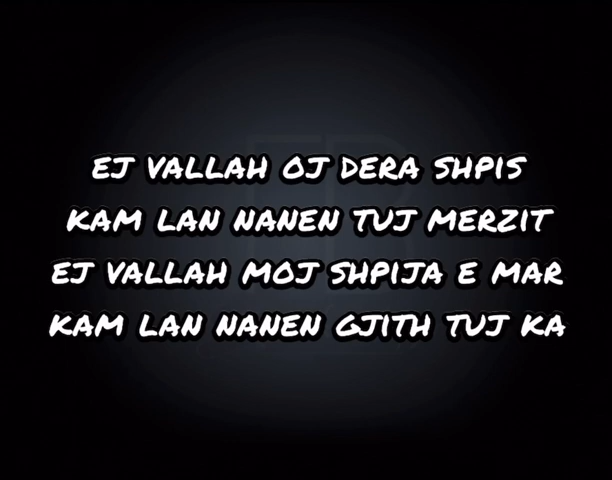 EJ VALLAH OJ DERA SHPIS
KAM LAN NANEN TUJ MERZIT
EJ VALLAH MOJ SHPIJA E MAR
KAM LAN NANEN GJITH TUJ KA